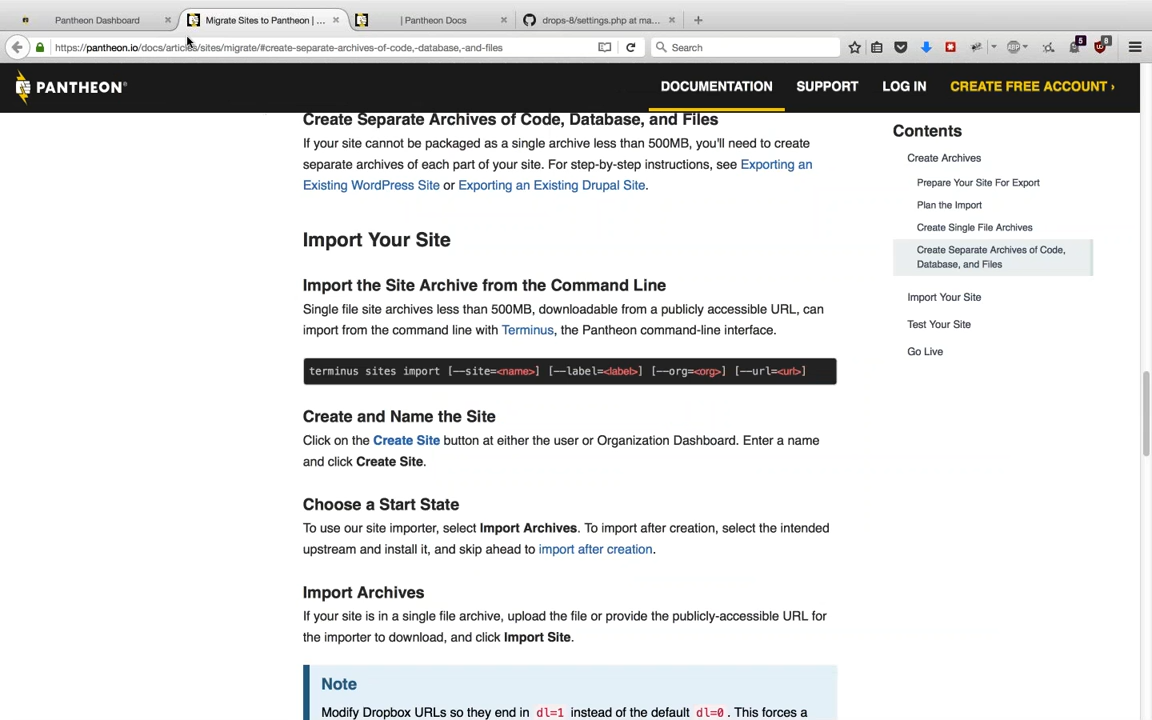 Pantheon Dashboard
Migrate Sites to Pantheon | ...
| Pantheon Docs
drops-8/settings.php at ma...
https://pantheon.io/docs/articles/sites/migrate/#create-separate-archives-of-code,-database,-and-files
Search
ABP
5
8
PANTHEON
DOCUMENTATION
SUPPORT
LOG IN
CREATE FREE ACCOUNT ›
Create Separate Archives of Code, Database, and Files
If your site cannot be packaged as a single archive less than 500MB, you'll need to create
separate archives of each part of your site. For step-by-step instructions, see Exporting an
Existing WordPress Site or Exporting an Existing Drupal Site.
Import Your Site
Import the Site Archive from the Command Line
Single file site archives less than 500MB, downloadable from a publicly accessible URL, can
import from the command line with Terminus, the Pantheon command-line interface.
terminus sites import [--site=<name>] [--label=<label>] [--org=<org>] [--url=<url>]
Create and Name the Site
Click on the Create Site button at either the user or Organization Dashboard. Enter a name
and click Create Site.
Choose a Start State
To use our site importer, select Import Archives. To import after creation, select the intended
upstream and install it, and skip ahead to import after creation.
Import Archives
If your site is in a single file archive, upload the file or provide the publicly-accessible URL for
the importer to download, and click Import Site.
Note
Modify Dropbox URLs so they end in dl=1 instead of the default dl=0. This forces a
Contents
Create Archives
Prepare Your Site For Export
Plan the Import
Create Single File Archives
Create Separate Archives of Code,
Database, and Files
Import Your Site
Test Your Site
Go Live